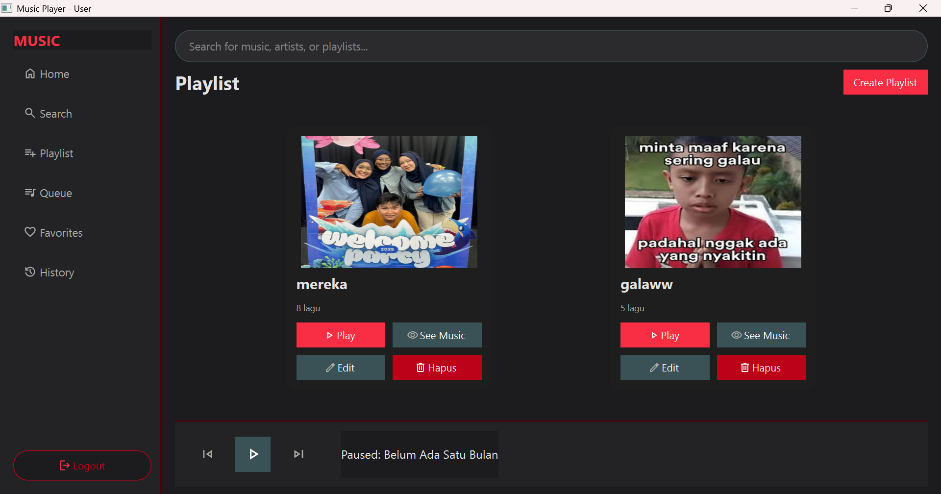 Music Player - User
MUSIC
Home
Search
Playlist
Queue
Favorites
History
Logout
Search for music, artists, or playlists...
Playlist
Create Playlist
welcome
2025
party
mereka
8 lagu
Play
See Music
Edit
Hapus
minta maaf karena
sering galau
padahal nggak ada
yang nyakitin
galaww
5 lagu
Play
See Music
Edit
Hapus
Paused: Belum Ada Satu Bulan